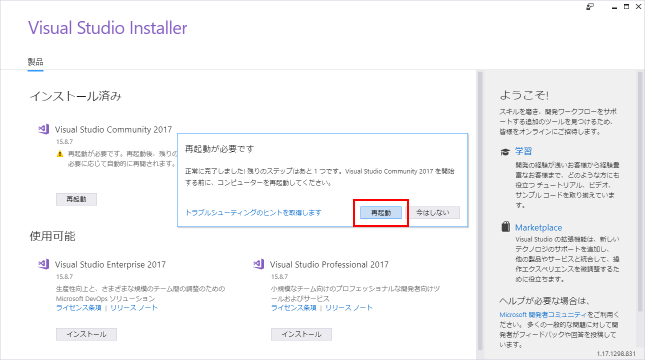 Visual Studio Installer
製品
インストール済み
Visual Studio Community 2017
15.8.7
再起動が必要です。再起動後、残りの
必要に応じて自動的に再開されます。
再起動
再起動が必要です
正常に完了しました! 残りのステップはあと 1 つです。Visual Studio Community 2017 を開始
する前に、コンピューターを再起動してください。
トラブルシューティングのヒントを取得します
再起動
今はしない
使用可能
Visual Studio Enterprise 2017
15.8.7
生産性向上と、さまざまな規模のチーム間の調整のための
Microsoft DevOps ソリューション
ライセンス条項 | リリース ノート
インストール
Visual Studio Professional 2017
15.8.7
小規模なチーム向けのプロフェッショナルな開発者向けツ
ールおよびサービス
ライセンス条項 | リリース ノート
インストール
ようこそ!
スキルを磨き、開発ワークフローをサポ
ートする追加のツールを見つけるため、
皆様をオンラインにご招待します。
学習
開発の経験が浅いお客様から経験豊
富なお客様まで、どのような方にも
役立つ チュートリアル、ビデオ、
サンプル コードを取り揃えていま
す。
Marketplace
Visual Studio の拡張機能は、新しい
テクノロジのサポートを追加し、
他の製品やサービスと統合して、操
作エクスペリエンスを微調整するた
めに役立ちます。
ヘルプが必要な場合は、
Microsoft 開発者コミュニティをご利用く
ださい。 多くの一般的な問題に対して開
発者がフィードバックや回答を投稿して
います。
1.17.1298.831